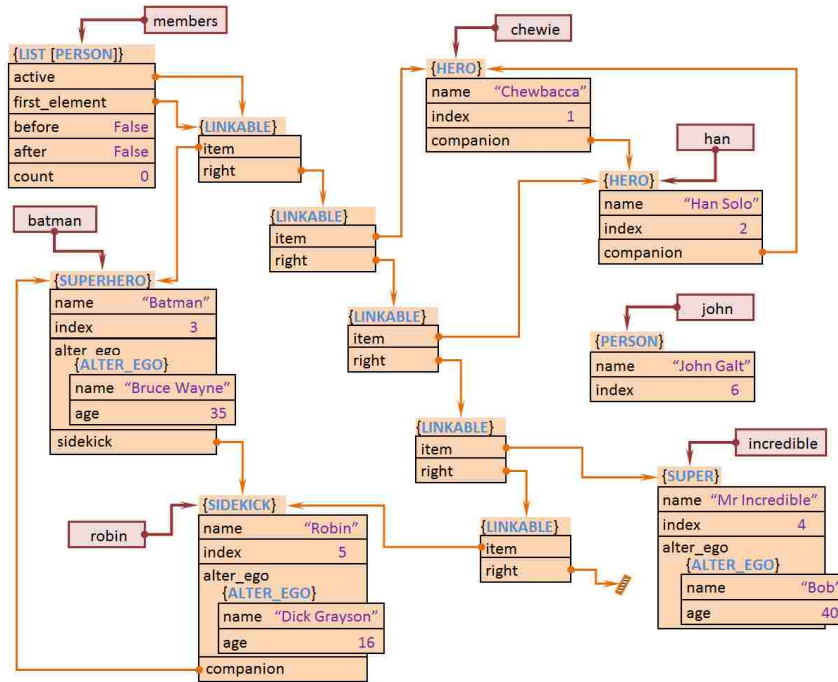 members
{LIST [PERSON]}
active
first_element
before False
after False
count 0
{LINKABLE}
item
right
chewie
{HERO}
name “Chewbacca”
index 1
companion
han
{HERO}
name “Han Solo”
index 2
companion
{LINKABLE}
item
right
batman
{SUPERHERO}
name “Batman”
index 3
alter_ego
{ALTER_EGO}
name “Bruce Wayne”
age 35
sidekick
{LINKABLE}
item
right
john
{PERSON}
name “John Galt”
index 6
{LINKABLE}
item
right
incredible
{SUPER}
name “Mr Incredible”
index 4
alter_ego
{ALTER_EGO}
name “Bob”
age 40
robin
{SIDEKICK}
name “Robin”
index 5
alter_ego
{ALTER_EGO}
name “Dick Grayson”
age 16
companion
{LINKABLE}
item
right